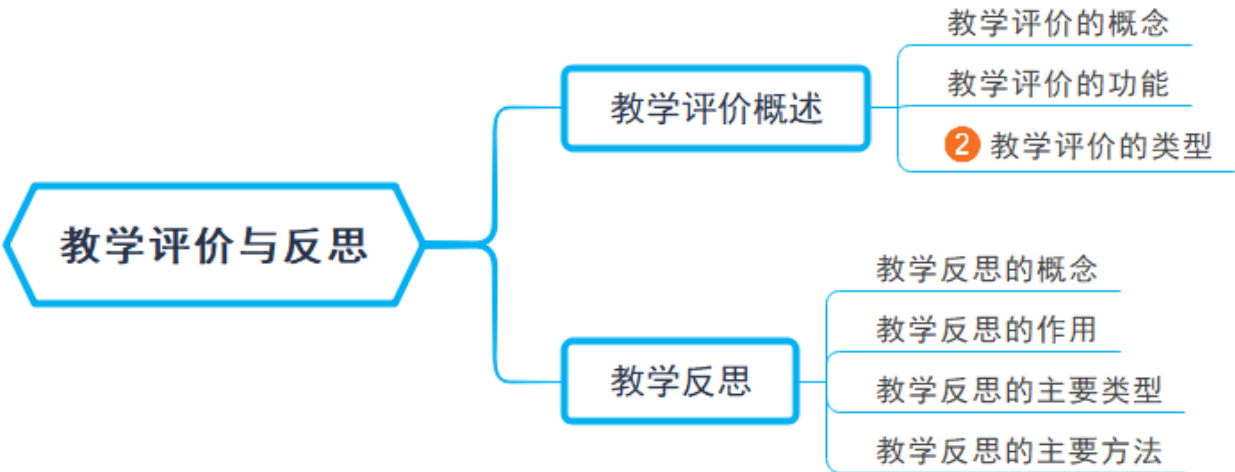 教学评价与反思
教学评价概述
教学评价的概念
教学评价的功能
2 教学评价的类型
教学反思
教学反思的概念
教学反思的作用
教学反思的主要类型
教学反思的主要方法